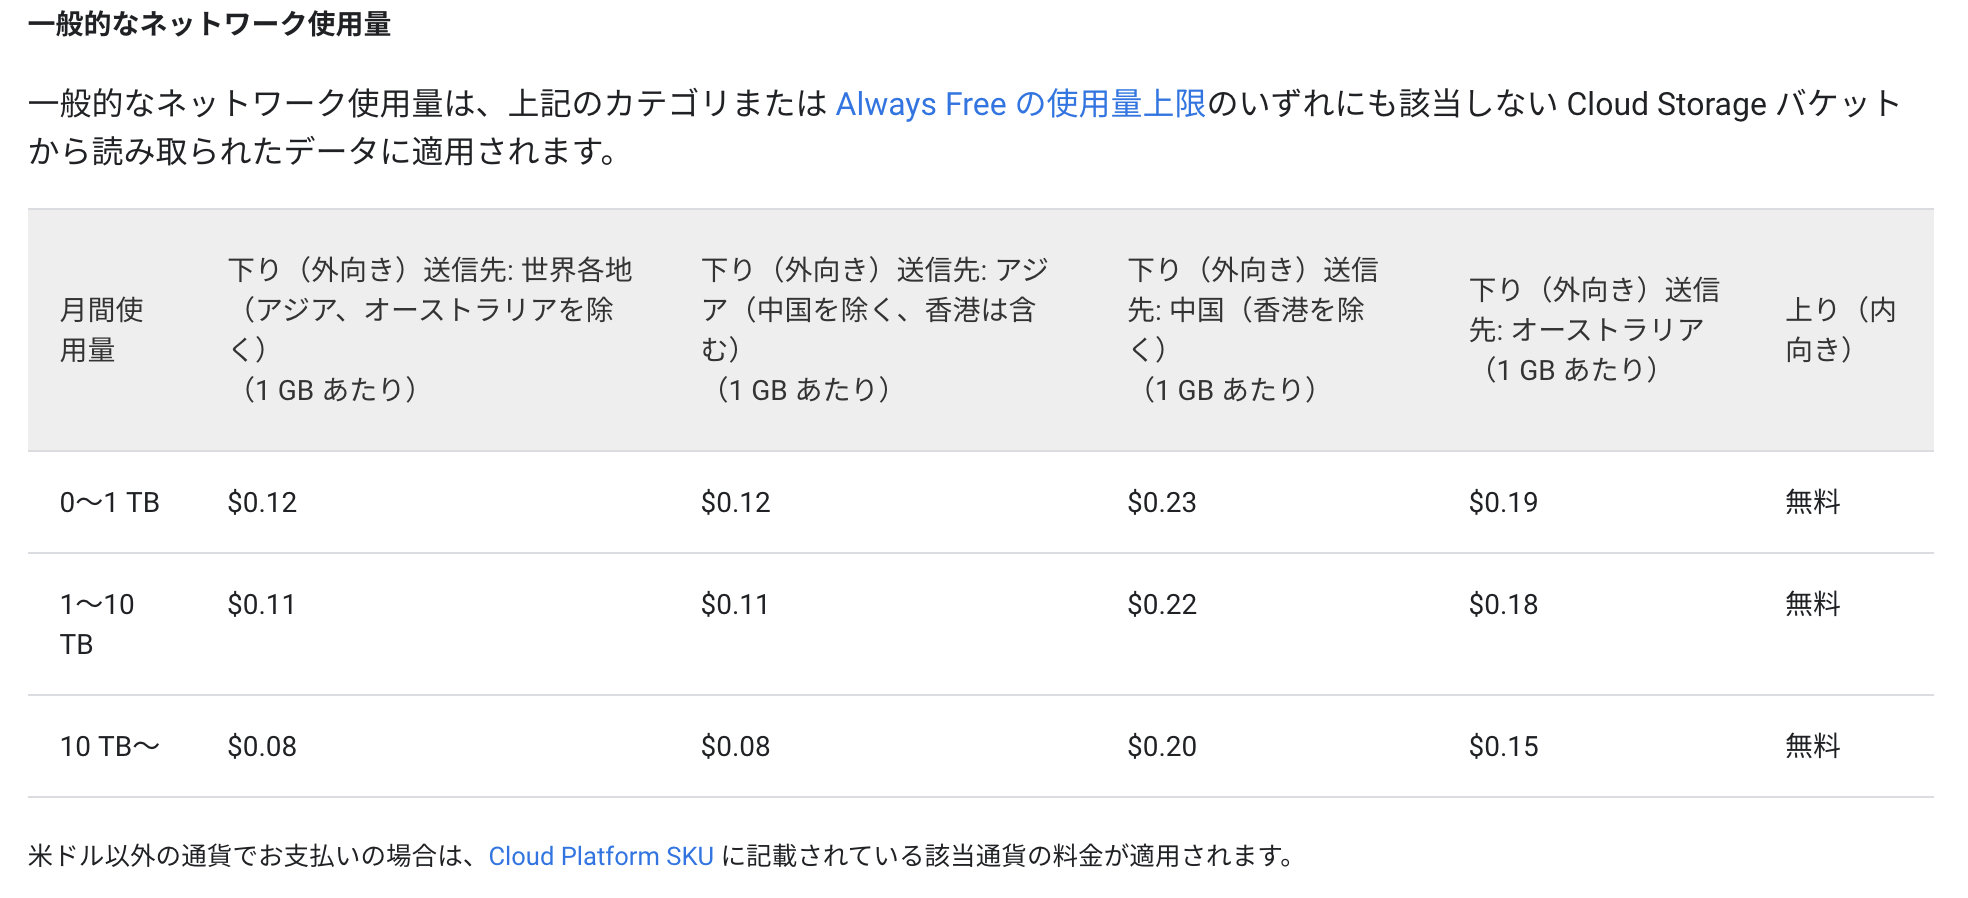 一般的なネットワーク使用量
一般的なネットワーク使用量は、上記のカテゴリまたは Always Free の使用量上限のいずれにも該当しない Cloud Storage バケット
から読み取られたデータに適用されます。
月間使
用量
下り（外向き）送信先: 世界各地
（アジア、オーストラリアを除
く）
（1 GB あたり）
下り（外向き）送信先: アジ
ア（中国を除く、香港は含
む）
（1 GB あたり）
下り（外向き）送信
先: 中国（香港を除
く）
（1 GB あたり）
下り（外向き）送信
先: オーストラリア
（1 GB あたり）
上り（内
向き）
0〜1 TB $0.12 $0.12 $0.23 $0.19 無料
1〜10 $0.11 $0.11 $0.22 $0.18 無料
TB
10 TB〜 $0.08 $0.08 $0.20 $0.15 無料
米ドル以外の通貨でお支払いの場合は、Cloud Platform SKU に記載されている該当通貨の料金が適用されます。